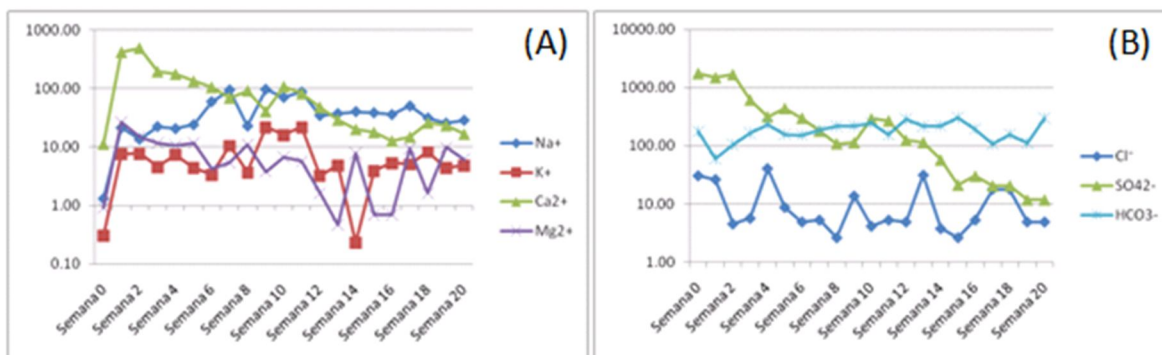 (A)
1000.00
100.00
10.00
1.00
0.10
Semana 0
Semana 2
Semana 4
Semana 6
Semana 8
Semana 10
Semana 12
Semana 14
Semana 16
Semana 18
Semana 20
Na+
K+
Ca2+
Mg2+
(B)
10000.00
1000.00
100.00
10.00
1.00
Semana 0
Semana 2
Semana 4
Semana 6
Semana 8
Semana 10
Semana 12
Semana 14
Semana 16
Semana 18
Semana 20
Cl⁻
SO42-
HCO3-